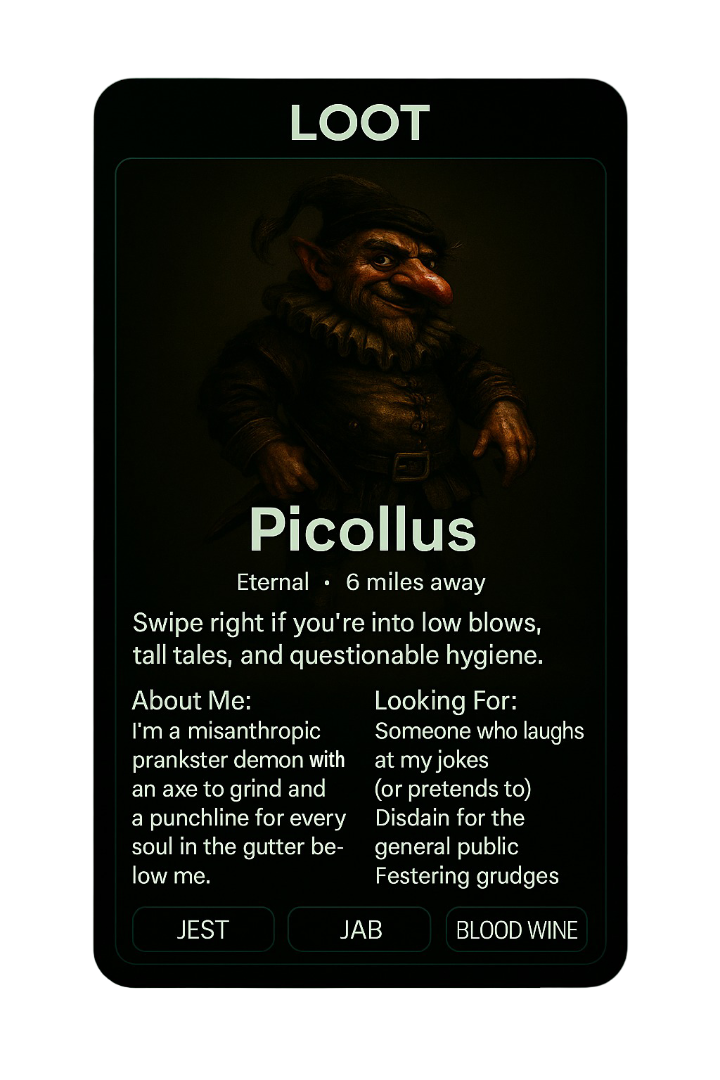 LOOT
Picollus
Eternal • 6 miles away
Swipe right if you're into low blows,
tall tales, and questionable hygiene.
About Me:
I'm a misanthropic
prankster demon with
an axe to grind and
a punchline for every
soul in the gutter be-
low me.
Looking For:
Someone who laughs
at my jokes
(or pretends to)
Disdain for the
general public
Festering grudges
JEST
JAB
BLOOD WINE